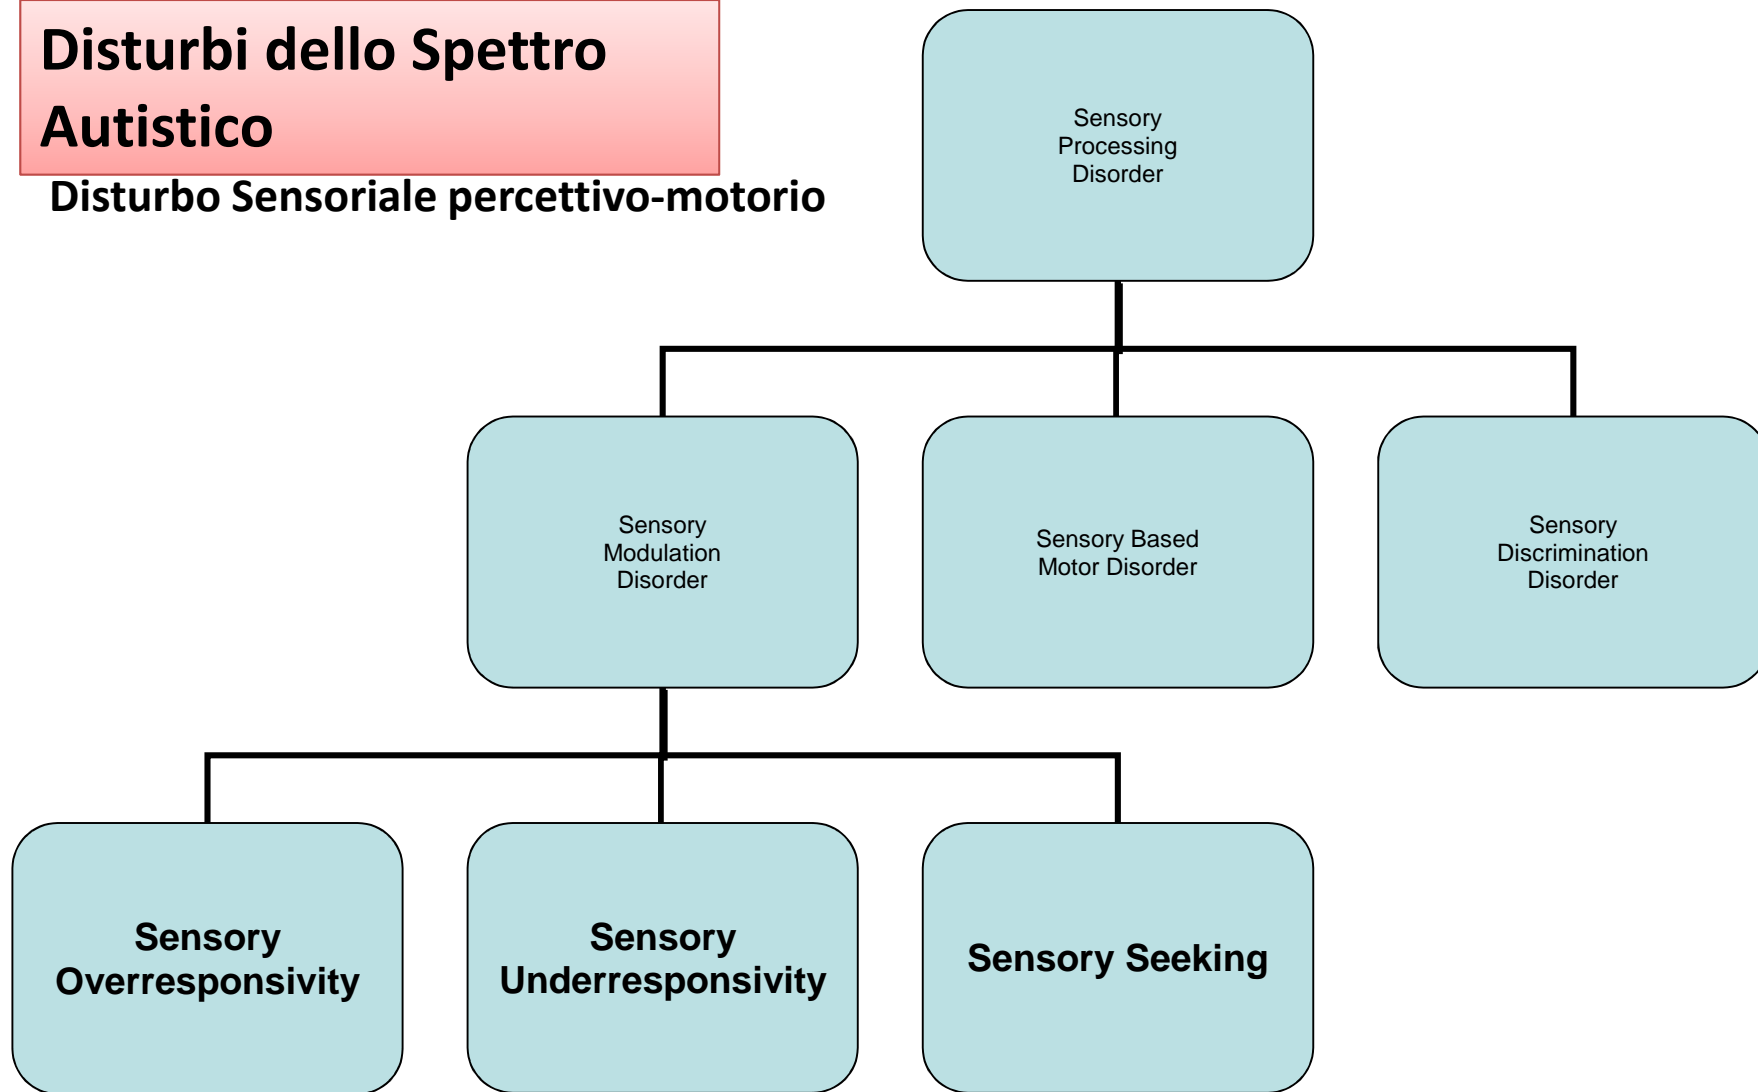 Disturbi dello Spettro
Autistico
Disturbo Sensoriale percettivo-motorio
Sensory
Processing
Disorder
Sensory
Modulation
Disorder
Sensory Based
Motor Disorder
Sensory
Discrimination
Disorder
Sensory
Overresponsivity
Sensory
Underresponsivity
Sensory Seeking